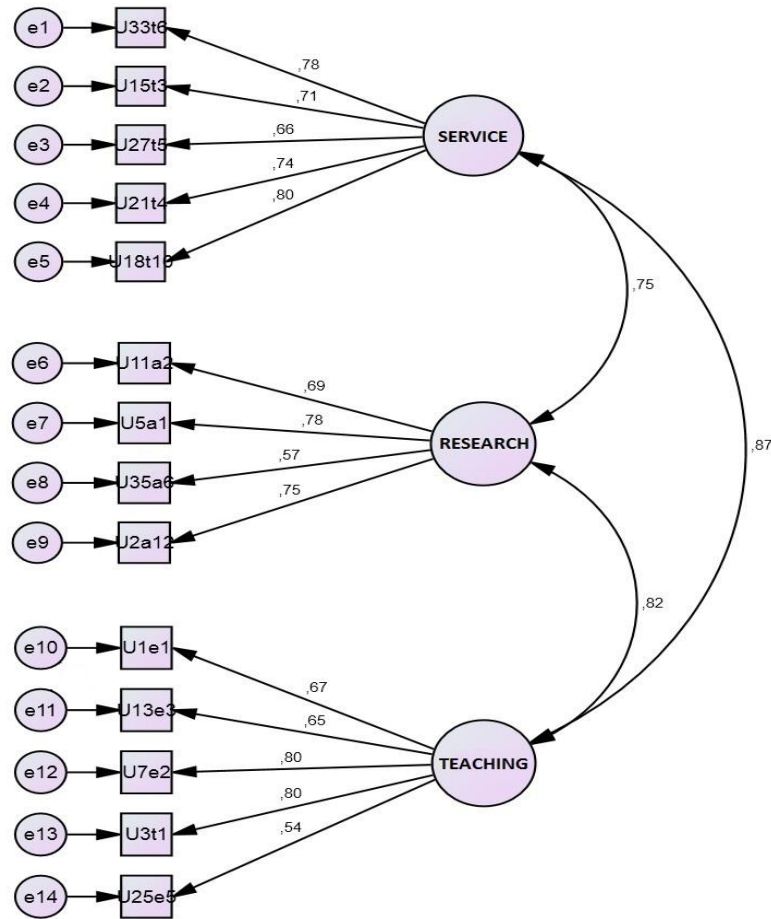 e1 U33t6
,78
e2 U15t3
,71
e3 U27t5
,66
SERVICE
e4 U21t4
,74
e5 U18t10
,80
,75
e6 U11a2
,69
e7 U5a1
,78
RESEARCH
,87
e8 U35a6
,57
e9 U2a12
,75
,82
e10 U1e1
,67
e11 U13e3
,65
e12 U7e2
,80
TEACHING
e13 U3t1
,80
e14 U25e5
,54